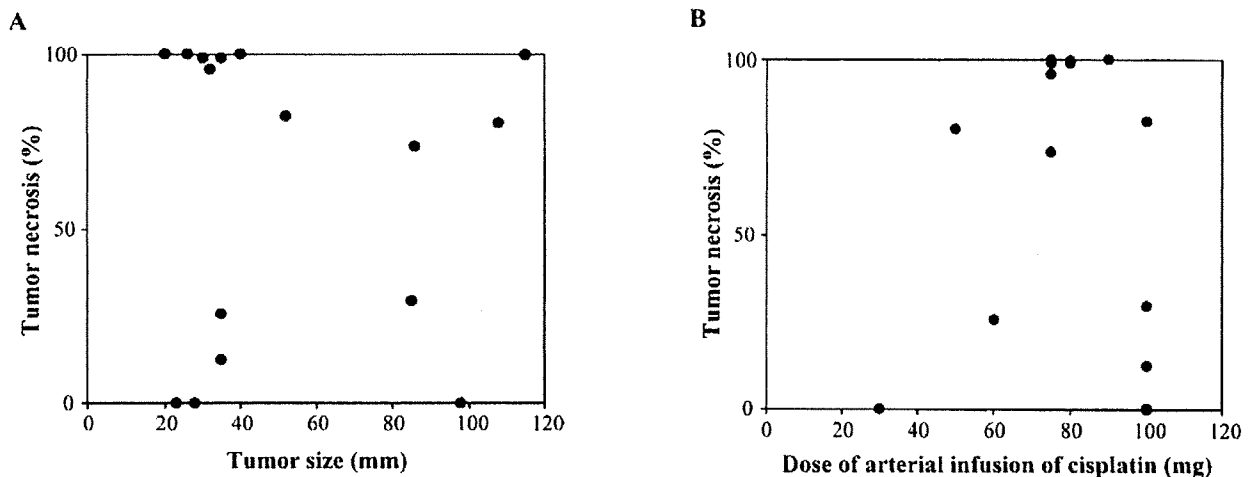 A
Tumor necrosis (%)
100
50
0
0 20 40 60 80 100 120
Tumor size (mm)
B
Tumor necrosis (%)
100
50
0
0 20 40 60 80 100 120
Dose of arterial infusion of cisplatin (mg)